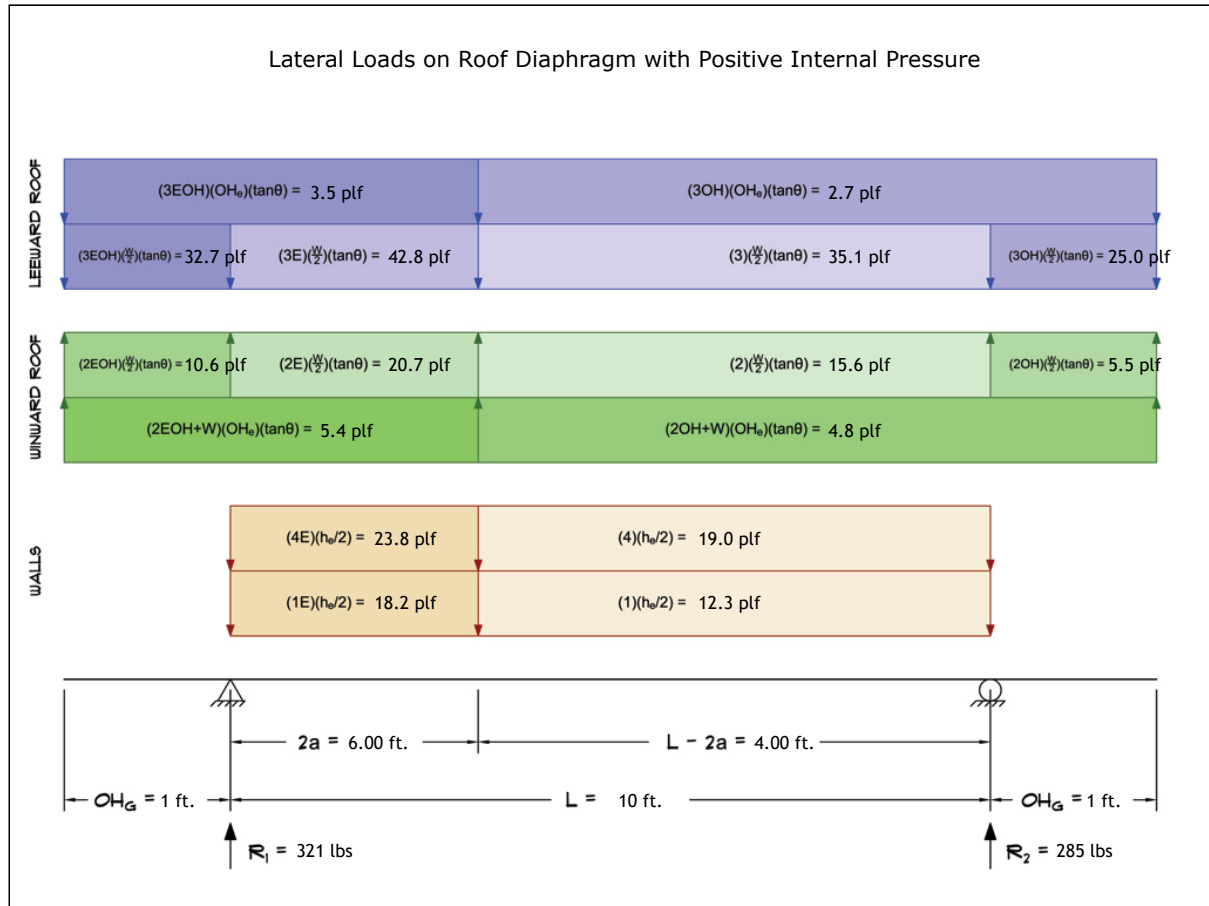 Lateral Loads on Roof Diaphragm with Positive Internal Pressure
LEEWARD ROOF
(3EOH)(OHₑ)(tanθ) = 3.5 plf
(3OH)(OHₑ)(tanθ) = 2.7 plf
(3EOH)(W/2)(tanθ) = 32.7 plf
(3E)(W/2)(tanθ) = 42.8 plf
(3)(W/2)(tanθ) = 35.1 plf
(3OH)(W/2)(tanθ) = 25.0 plf
WINWARD ROOF
(2EOH)(W/2)(tanθ) = 10.6 plf
(2E)(W/2)(tanθ) = 20.7 plf
(2)(W/2)(tanθ) = 15.6 plf
(2OH)(W/2)(tanθ) = 5.5 plf
(2EOH+W)(OHₑ)(tanθ) = 5.4 plf
(2OH+W)(OHₑ)(tanθ) = 4.8 plf
WALLS
(4E)(hₑ/2) = 23.8 plf
(4)(hₑ/2) = 19.0 plf
(1E)(hₑ/2) = 18.2 plf
(1)(hₑ/2) = 12.3 plf
2a = 6.00 ft.
L - 2a = 4.00 ft.
OH_G = 1 ft.
L = 10 ft.
OH_G = 1 ft.
R₁ = 321 lbs
R₂ = 285 lbs